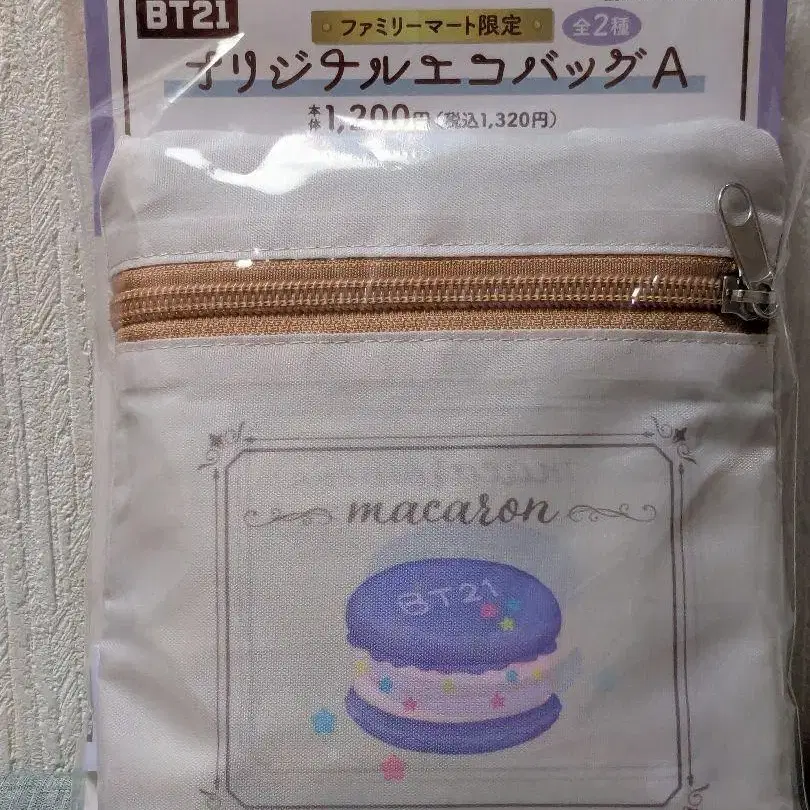 BT21
ファミリーマート限定 全2種
オリジナルエコバッグA
本体1,200円(税込1,320円)
macaron
BT21